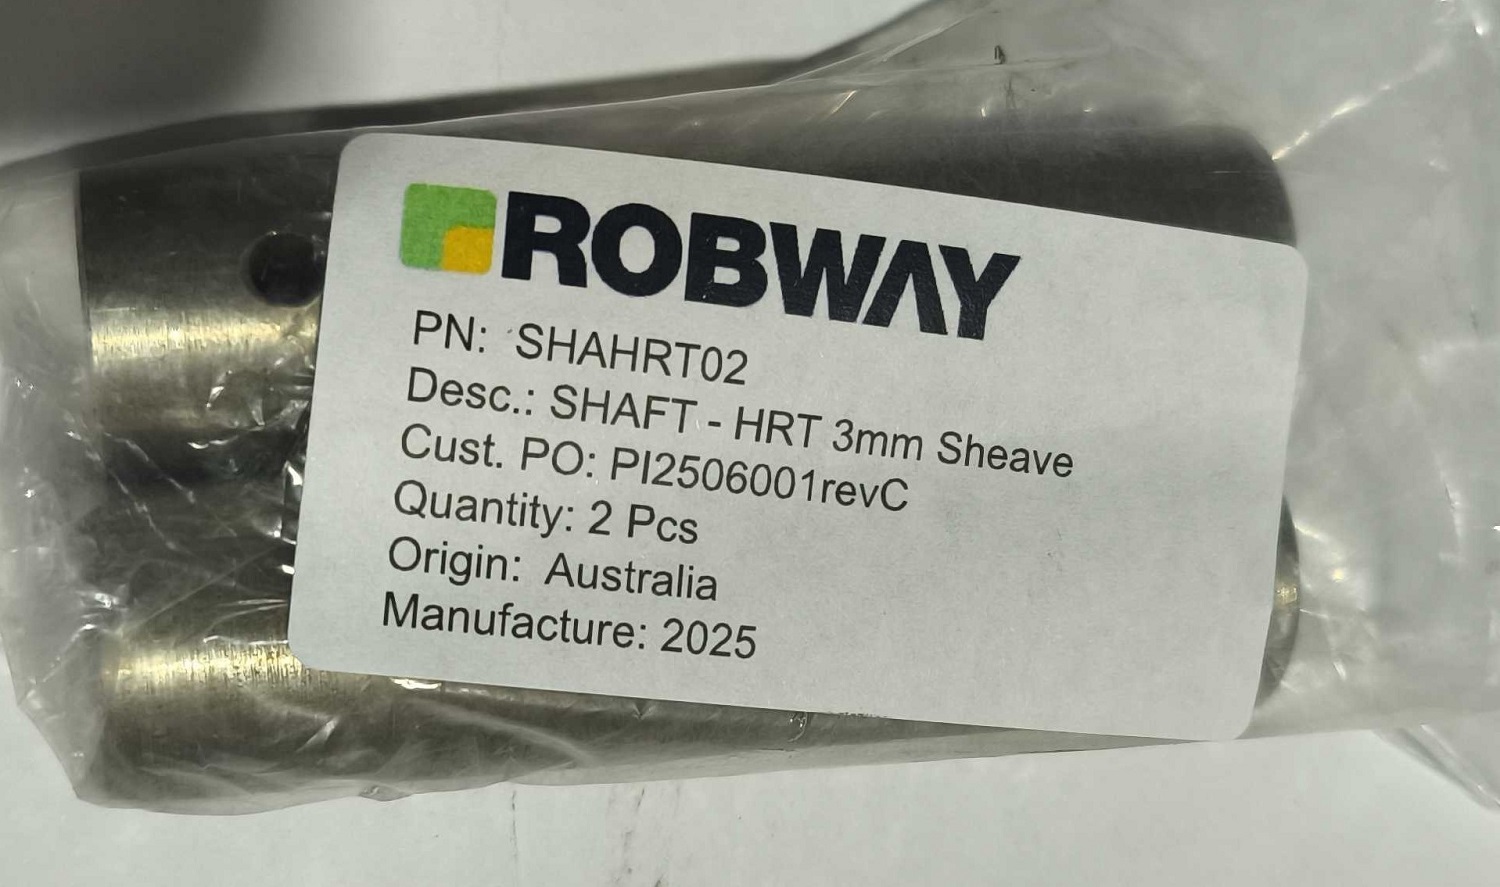 ROBWAY
PN: SHAHRT02
Desc.: SHAFT - HRT 3mm Sheave
Cust. PO: PI2506001revC
Quantity: 2 Pcs
Origin: Australia
Manufacture: 2025